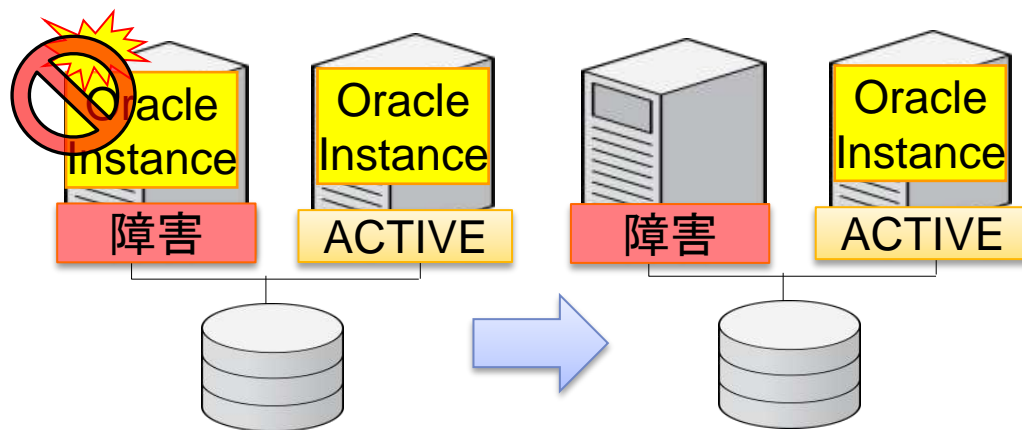 Oracle
Instance
障害
Oracle
Instance
ACTIVE
障害
Oracle
Instance
ACTIVE